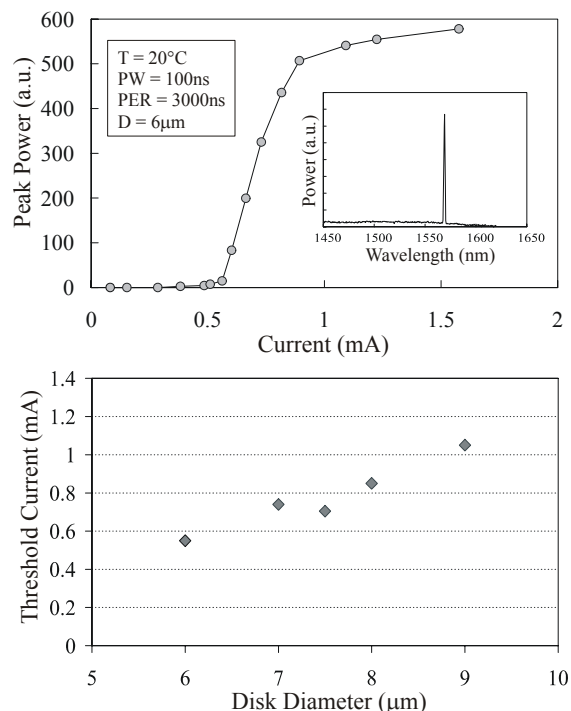 600
500
400
300
200
100
0
Peak Power (a.u.)
T = 20°C
PW = 100ns
PER = 3000ns
D = 6μm
Power (a.u.)
1450 1500 1550 1600 1650
Wavelength (nm)
0 0.5 1 1.5 2
Current (mA)
1.4
1.2
1
0.8
0.6
0.4
0.2
0
Threshold Current (mA)
5 6 7 8 9 10
Disk Diameter (μm)